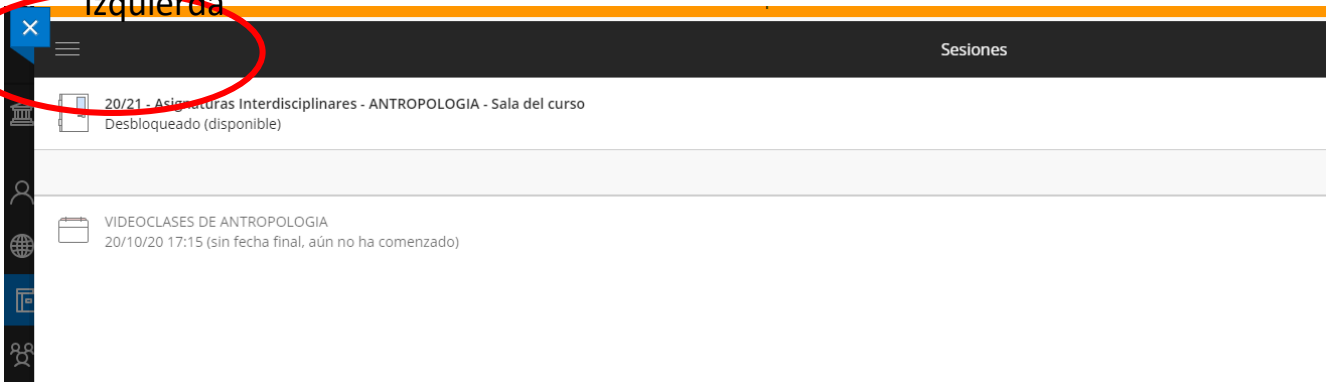 izquierda
Sesiones
20/21 - Asignaturas Interdisciplinares - ANTROPOLOGIA - Sala del curso
Desbloqueado (disponible)
VIDEOCLASES DE ANTROPOLOGIA
20/10/20 17:15 (sin fecha final, aún no ha comenzado)